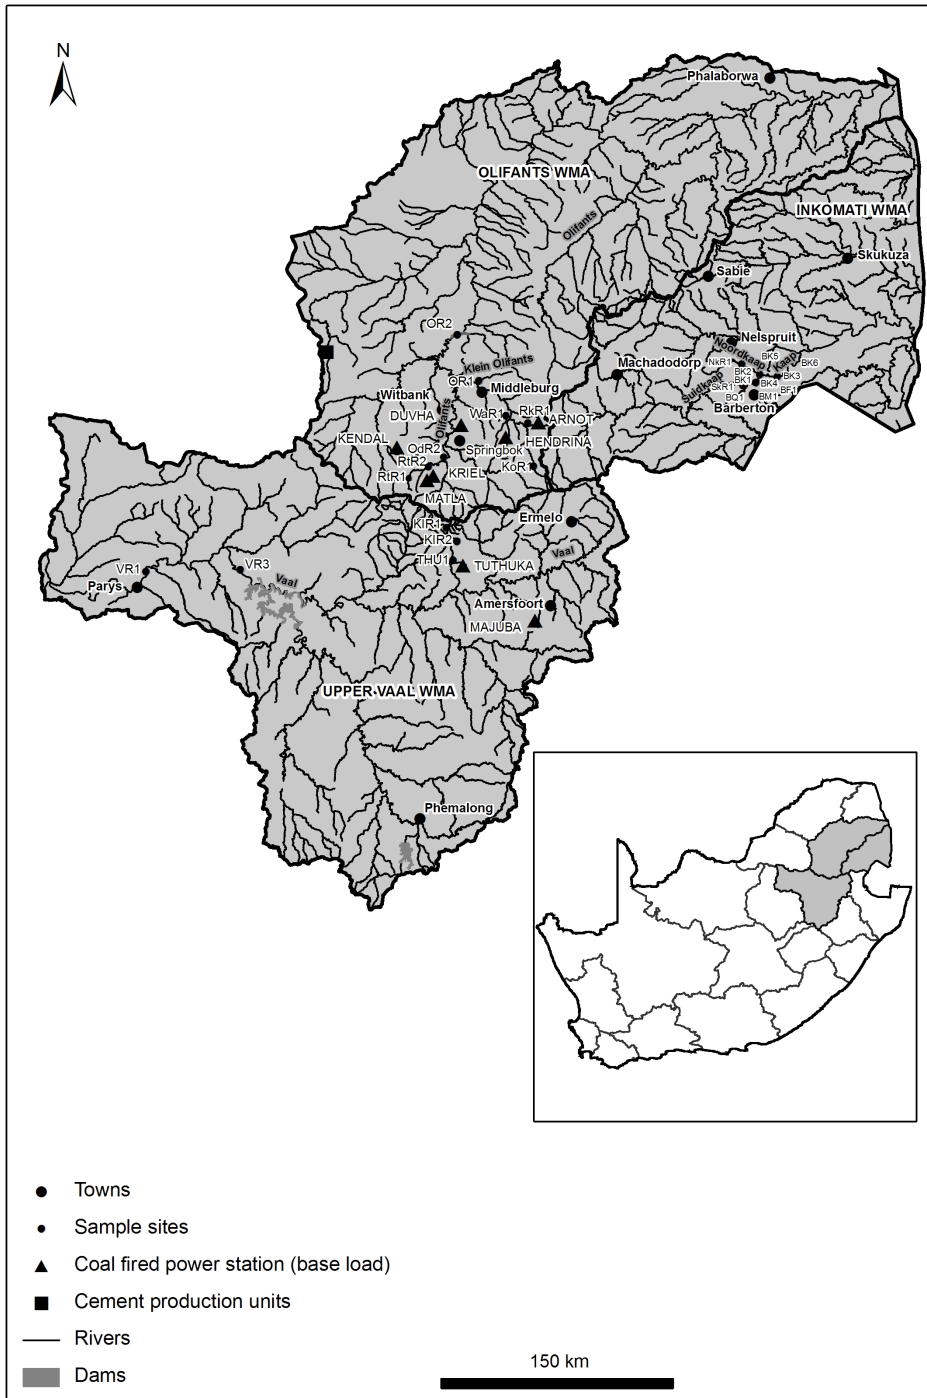 N
Phalaborwa
OLIFANTS WMA
INKOMATI WMA
Olifants
Skukuza
Sabie
OR2
Nelspruit
Noordkaap
BK5
Kaap
BK6
NkR1
Klein Olifants
Machadodorp
BK2
BK3
OR1
BK1
BK4
Suidkaap
SkR1
BF1
Middleburg
Witbank
BQ1
BM1
Barberton
Olifants
DUVHA
WaR1
RkR1
ARNOT
KENDAL
HENDRINA
OdR2
Springbok
RtR2
KoR1
RtR1
KRIEL
MATLA
Ermelo
KIR1
KIR2
Vaal
THU1
TUTHUKA
VR1
VR3
Vaal
Parys
Amersfoort
MAJUBA
UPPER VAAL WMA
Phemalong
Towns
Sample sites
Coal fired power station (base load)
Cement production units
Rivers
150 km
Dams